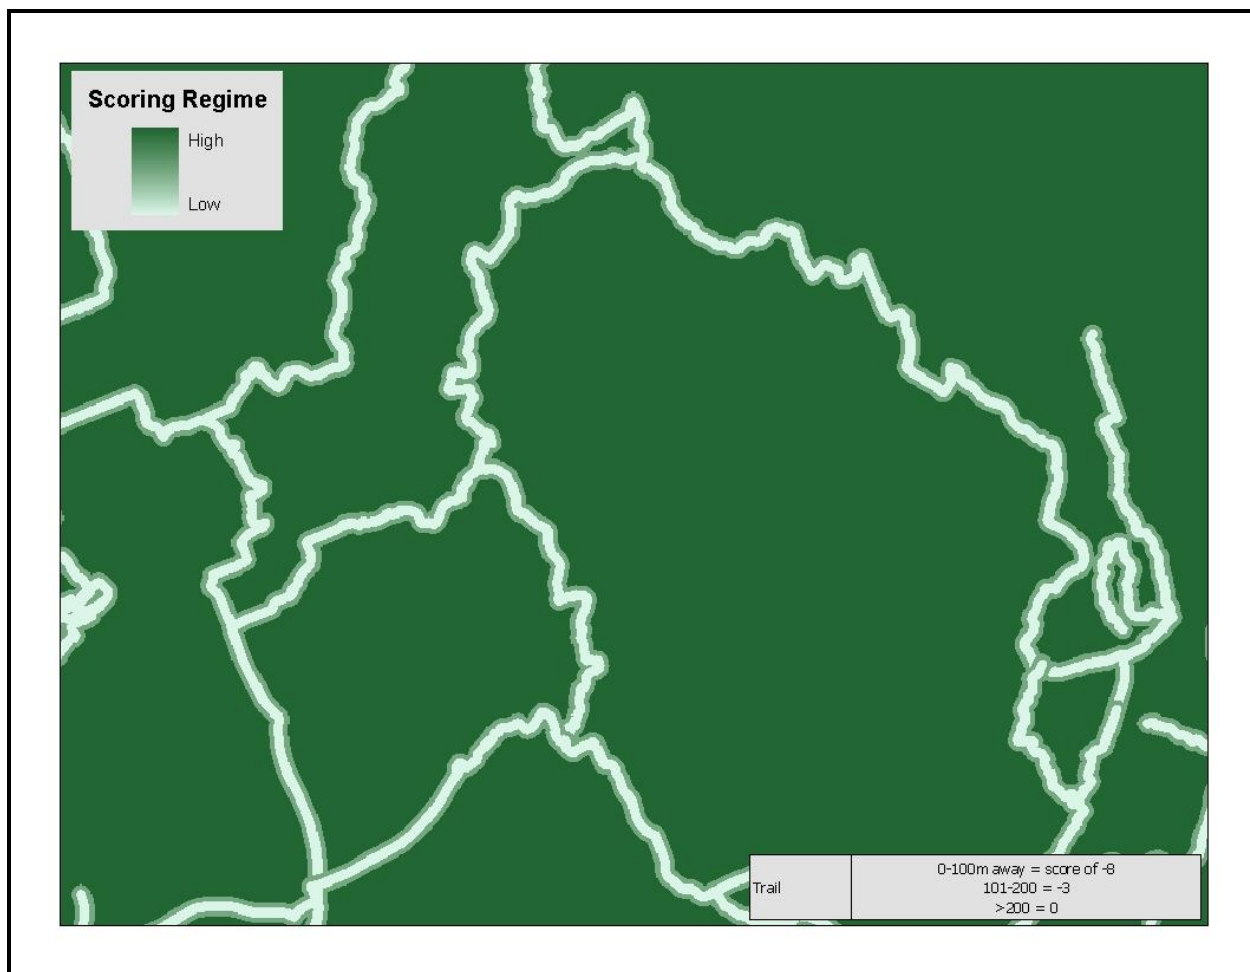 Scoring Regime
High
Low
Trail
0-100m away = score of -8
101-200 = -3
>200 = 0